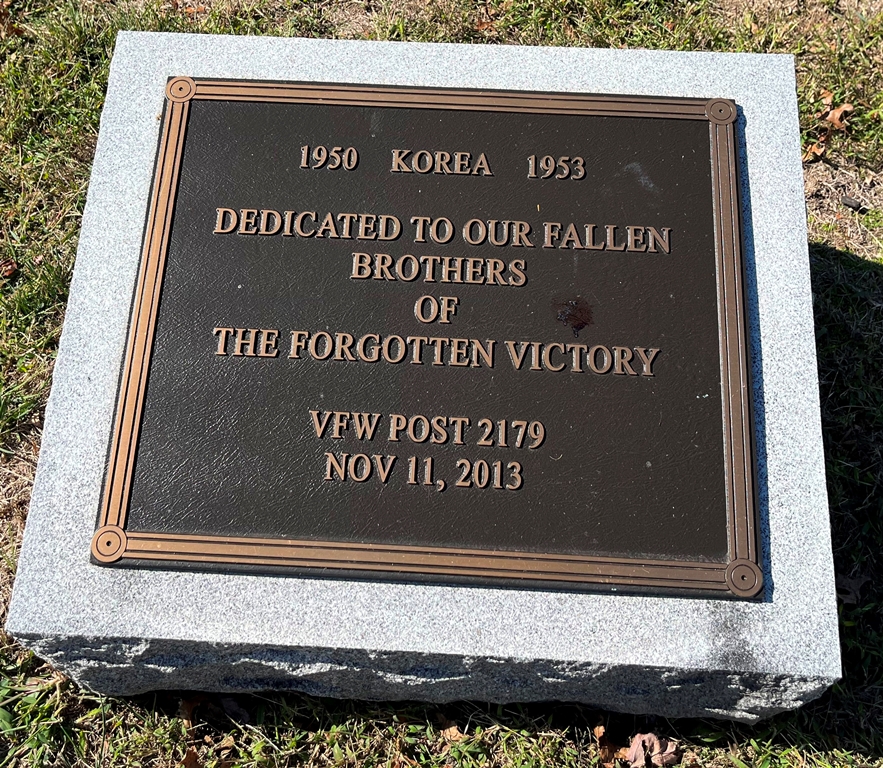 1950 KOREA 1953
DEDICATED TO OUR FALLEN
BROTHERS
OF
THE FORGOTTEN VICTORY
VFW POST 2179
NOV 11, 2013